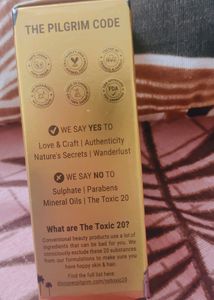 THE PILGRIM CODE
FDA
WE SAY YES TO
Love & Craft | Authenticity
Nature's Secrets | Wanderlust
WE SAY NO TO
Sulphate | Parabens
Mineral Oils | The Toxic 20
What are The Toxic 20?
Conventional beauty products use a lot of
ingredients that can be bad for you. We
consciously exclude these 20 substances
from our formulations to make sure you
have happy skin & hair.
Find the full list here: